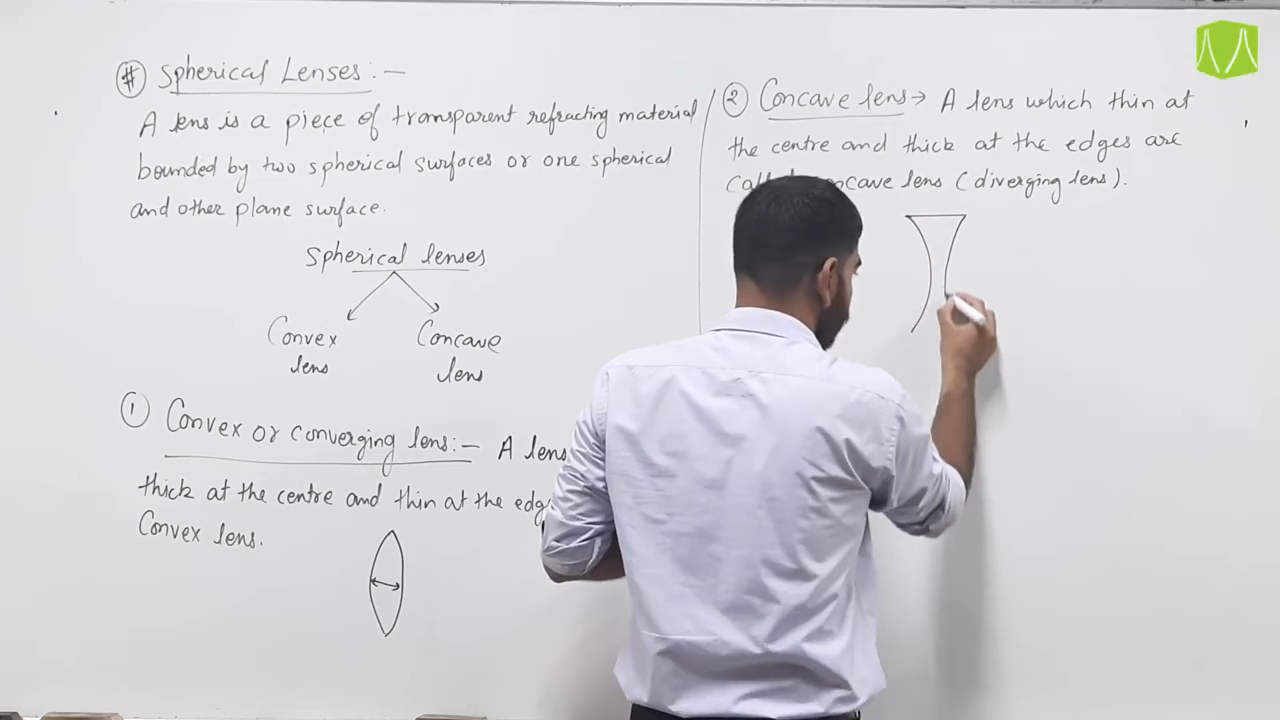 # Spherical Lenses:-
A lens is a piece of transparent refracting material
bounded by two spherical surfaces or one spherical
and other plane surface.
Spherical lenses
Convex
lens
Concave
lens
1 Convex or converging lens:- A lens
thick at the centre and thin at the
Convex lens.
2 Concave lens → A lens which thin at
the centre and thick at the edges are
lens (diverging lens).